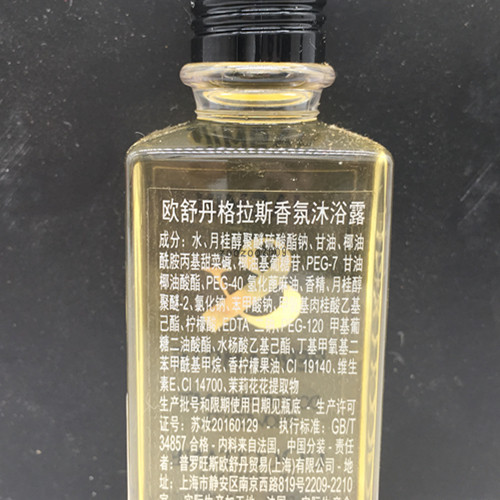 欧舒丹格拉斯香氛沐浴露
成分：水、月桂醇聚醚硫酸酯钠、甘油、椰油
酰胺丙基甜菜碱、椰油基葡糖苷、PEG-7 甘油
椰油酸酯、PEG-40 氢化蓖麻油、香精、月桂醇
聚醚-2、氯化钠、苯甲酸钠、基肉桂酸乙基
己酯、柠檬酸、EDTA 二钠、PEG-120 甲基葡
糖二油酸酯、水杨酸乙基己酯、丁基甲氧基二
苯甲酰基甲烷、香柠檬果油、CI 19140、维生
素E、CI 14700、茉莉花花提取物
生产批号和限期使用日期见瓶底 - 生产许可
证号：苏妆20160129 - 执行标准：GB/T
34857 合格 - 内料来自法国，中国分装 - 责任
者：普罗旺斯欧舒丹贸易(上海)有限公司 - 地
址：上海市静安区南京西路819号2209-2210